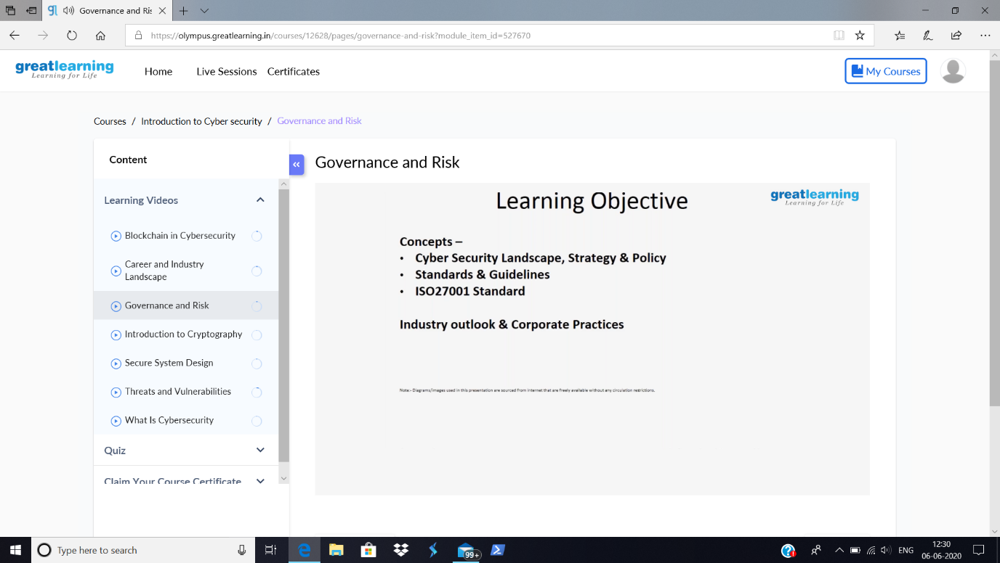 Governance and Ris
https://olympus.greatlearning.in/courses/12628/pages/governance-and-risk?module_item_id=527670
greatlearning
Learning for Life
Home Live Sessions Certificates
My Courses
Courses / Introduction to Cyber security / Governance and Risk
Content
Governance and Risk
Learning Videos
Blockchain in Cybersecurity
Career and Industry
Landscape
Governance and Risk
Introduction to Cryptography
Secure System Design
Threats and Vulnerabilities
What Is Cybersecurity
Quiz
Claim Your Course Certificate
Learning Objective
greatlearning
Learning for Life
Concepts –
• Cyber Security Landscape, Strategy & Policy
• Standards & Guidelines
• ISO27001 Standard
Industry outlook & Corporate Practices
Note:- Diagrams/images used in this presentation are sourced from internet that are freely available without any circulation restrictions.
Type here to search
99+
ENG
12:30
06-06-2020